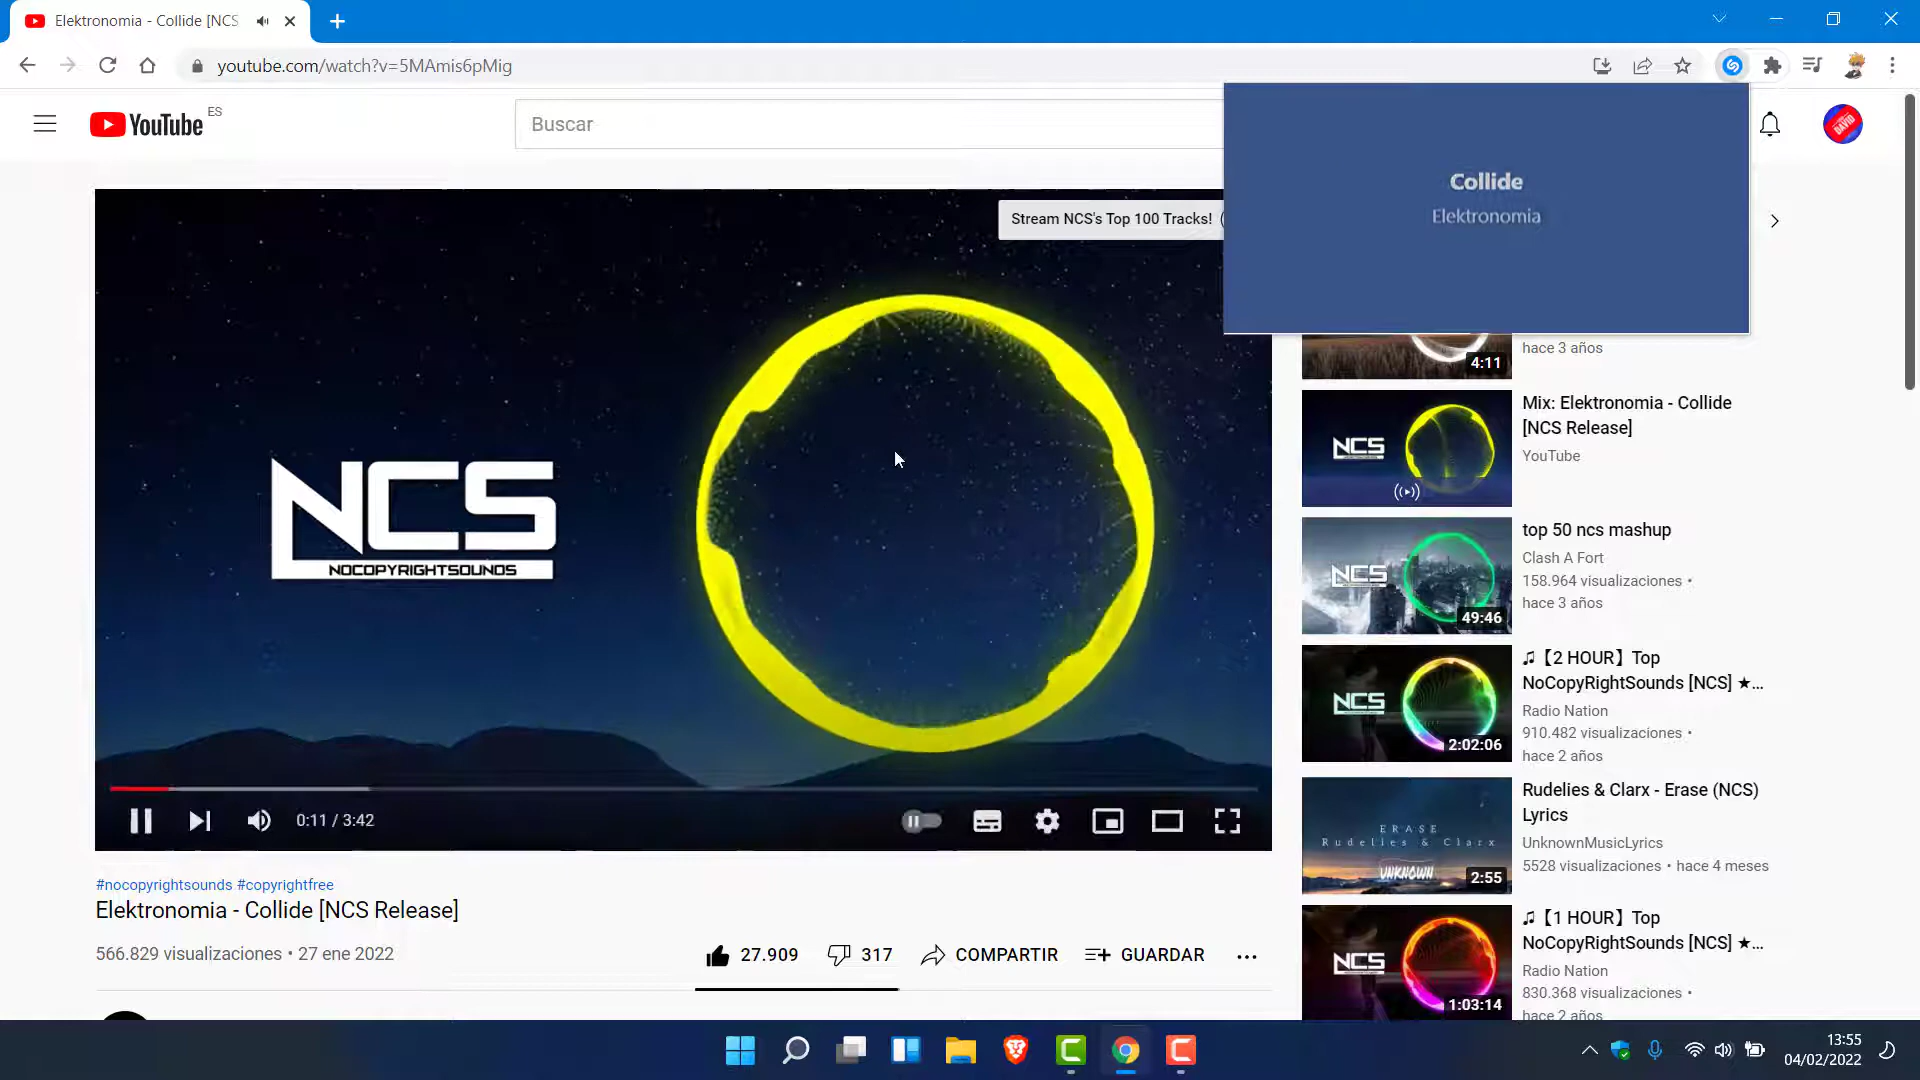 Elektronomia - Collide [NCS
youtube.com/watch?v=5MAmis6pMig
YouTube
ES
Buscar
Collide
Elektronomia
Stream NCS's Top 100 Tracks!
NCS
NOCOPYRIGHTSOUNDS
0:11 / 3:42
#nocopyrightsounds #copyrightfree
Elektronomia - Collide [NCS Release]
566.829 visualizaciones • 27 ene 2022
27.909
317
COMPARTIR
GUARDAR
4:11
hace 3 años
NCS
Mix: Elektronomia - Collide
[NCS Release]
YouTube
NCS
49:46
top 50 ncs mashup
Clash A Fort
158.964 visualizaciones •
hace 3 años
NCS
2:02:06
♫【2 HOUR】Top
NoCopyRightSounds [NCS] ★...
Radio Nation
910.482 visualizaciones •
hace 2 años
ERASE
Rudelies & Clarx
UNKNOWN
2:55
Rudelies & Clarx - Erase (NCS)
Lyrics
UnknownMusicLyrics
5528 visualizaciones • hace 4 meses
NCS
1:03:14
♫【1 HOUR】Top
NoCopyRightSounds [NCS] ★...
Radio Nation
830.368 visualizaciones •
hace 2 años
DAVID
13:55
04/02/2022